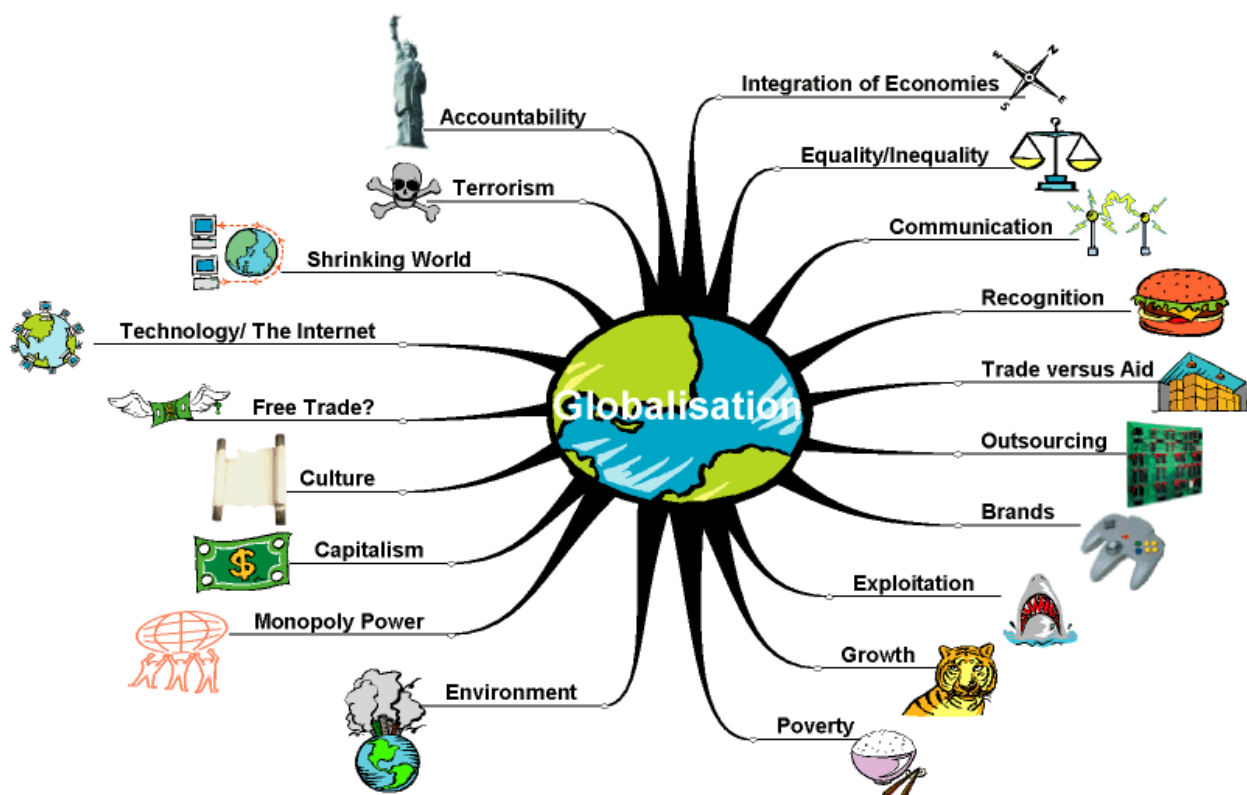 Globalisation
Integration of Economies
Equality/Inequality
Communication
Recognition
Trade versus Aid
Outsourcing
Brands
Exploitation
Growth
Poverty
Environment
Monopoly Power
Capitalism
Culture
Free Trade?
Technology/ The Internet
Shrinking World
Terrorism
Accountability
N
E
S
W
$
?